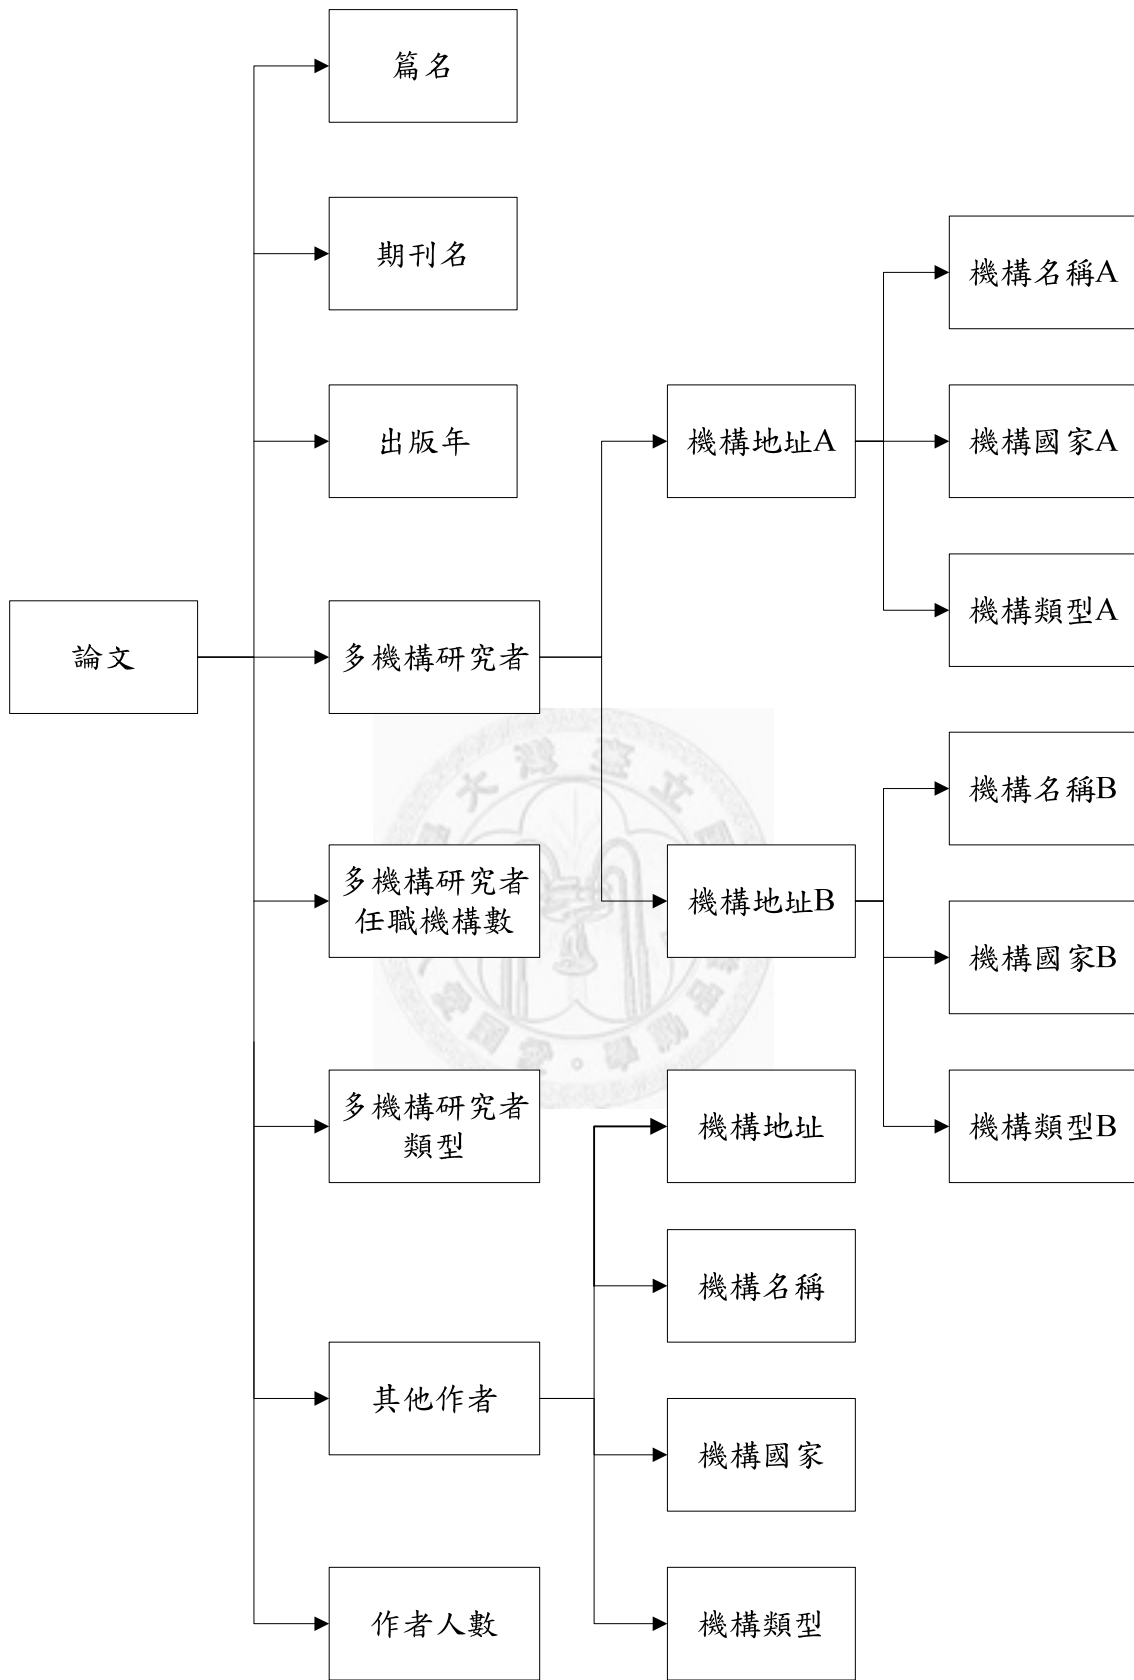 篇名
期刊名
機構名稱A
出版年
機構地址A
機構國家A
機構類型A
論文
多機構研究者
機構名稱B
多機構研究者
任職機構數
機構地址B
機構國家B
多機構研究者
類型
機構地址
機構類型B
機構名稱
其他作者
機構國家
作者人數
機構類型